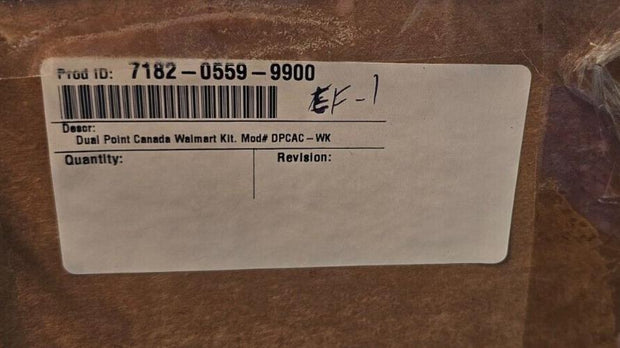 Prod ID: 7182-0559-9900
EF-1
Descr:
Dual Point Canada Walmart Kit. Mod# DPCAC-WK
Quantity: Revision: